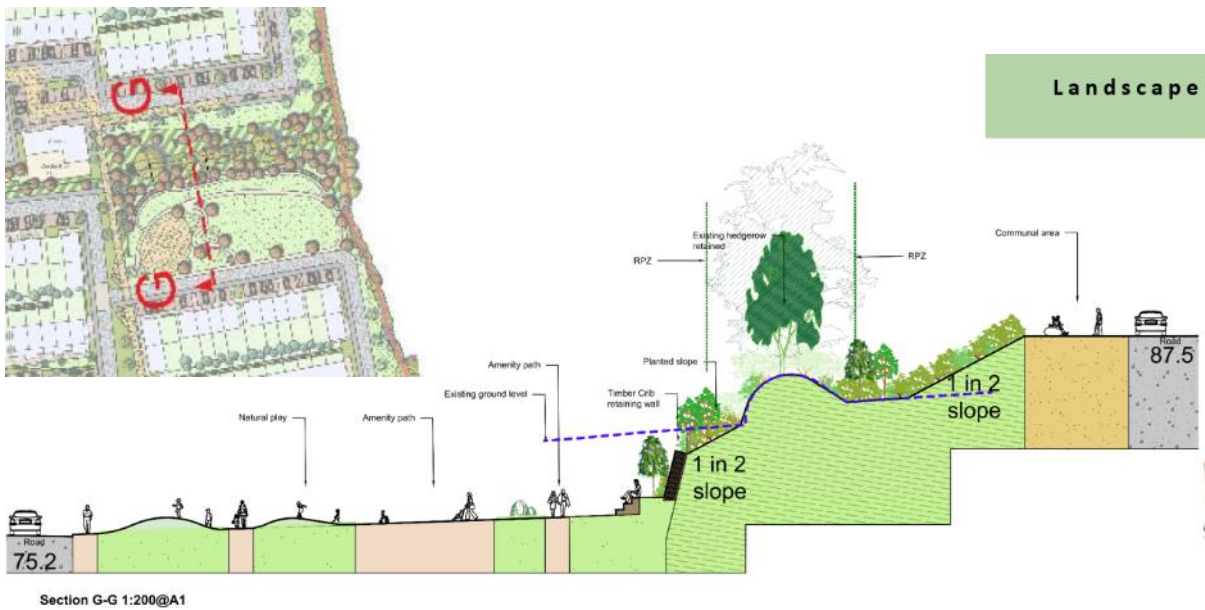 G
G
Landscape
Existing hedgerow
retained
RPZ
RPZ
Communal area
Road
87.5
Amenity path
Planted slope
Existing ground level
Timber Crib
retaining wall
1 in 2
slope
Natural play
Amenity path
1 in 2
slope
Road
75.2
Section G-G 1:200@A1